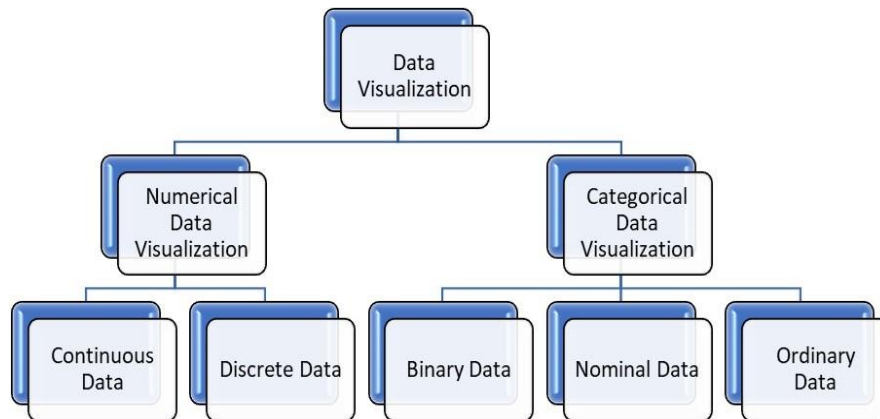 Data
Visualization
Numerical
Data
Visualization
Categorical
Data
Visualization
Continuous
Data
Discrete Data
Binary Data
Nominal Data
Ordinary
Data